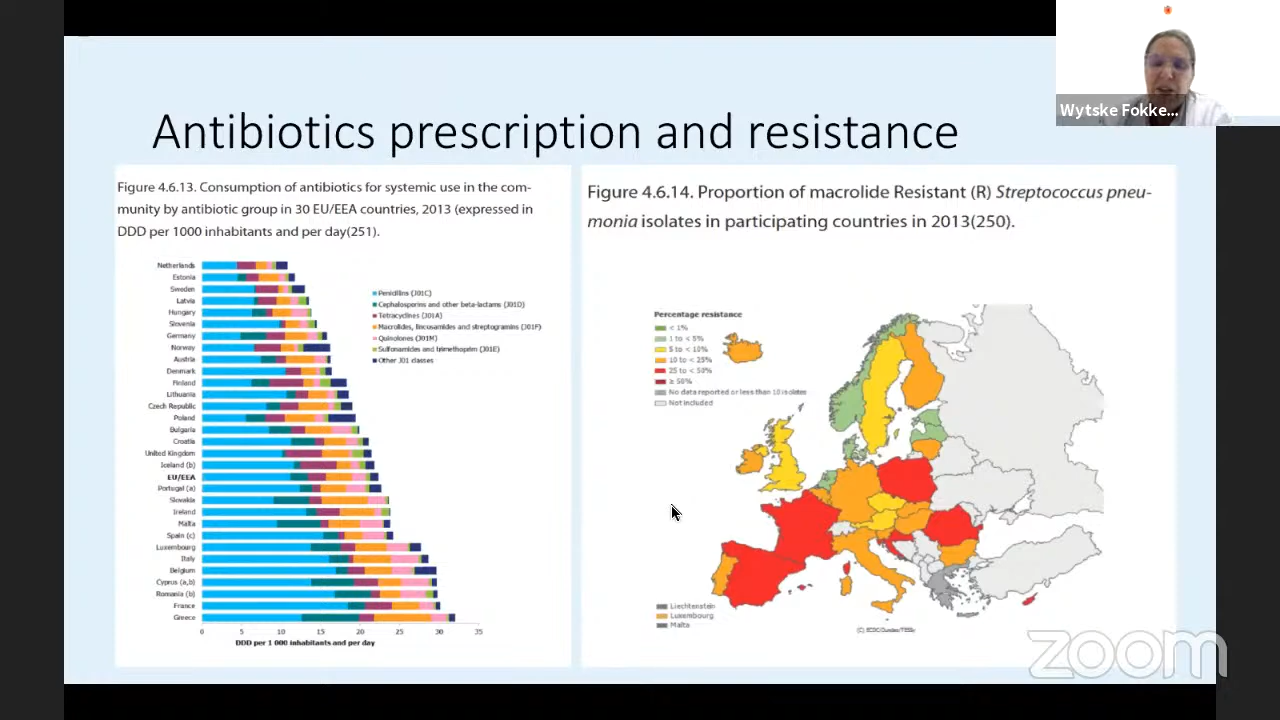 Wytske Fokke...
Antibiotics prescription and resistance
Figure 4.6.13. Consumption of antibiotics for systemic use in the com-
munity by antibiotic group in 30 EU/EEA countries, 2013 (expressed in
DDD per 1000 inhabitants and per day(251).
Netherlands
Estonia
Sweden
Latvia
Hungary
Slovenia
Germany
Norway
Austria
Denmark
Finland
Lithuania
Czech Republic
Poland
Bulgaria
Croatia
United Kingdom
Iceland (b)
EU/EEA
Portugal (a)
Slovakia
Ireland
Malta
Spain (c)
Luxembourg
Italy
Belgium
Cyprus (a,b)
Romania (b)
France
Greece
0 5 10 15 20 25 30 35
DDD per 1 000 inhabitants and per day
Penicillins (J01C)
Cephalosporins and other beta-lactams (J01D)
Tetracyclines (J01A)
Macrolides, lincosamides and streptogramins (J01F)
Quinolones (J01M)
Sulfonamides and trimethoprim (J01E)
Other J01 classes
Figure 4.6.14. Proportion of macrolide Resistant (R) Streptococcus pneu-
monia isolates in participating countries in 2013(250).
Percentage resistance
< 1%
1 to < 5%
5 to < 10%
10 to < 25%
25 to < 50%
≥ 50%
No data reported or less than 10 isolates
Not included
Liechtenstein
Luxembourg
Malta
(C) ECDC/Dundas/TESSy
zoom